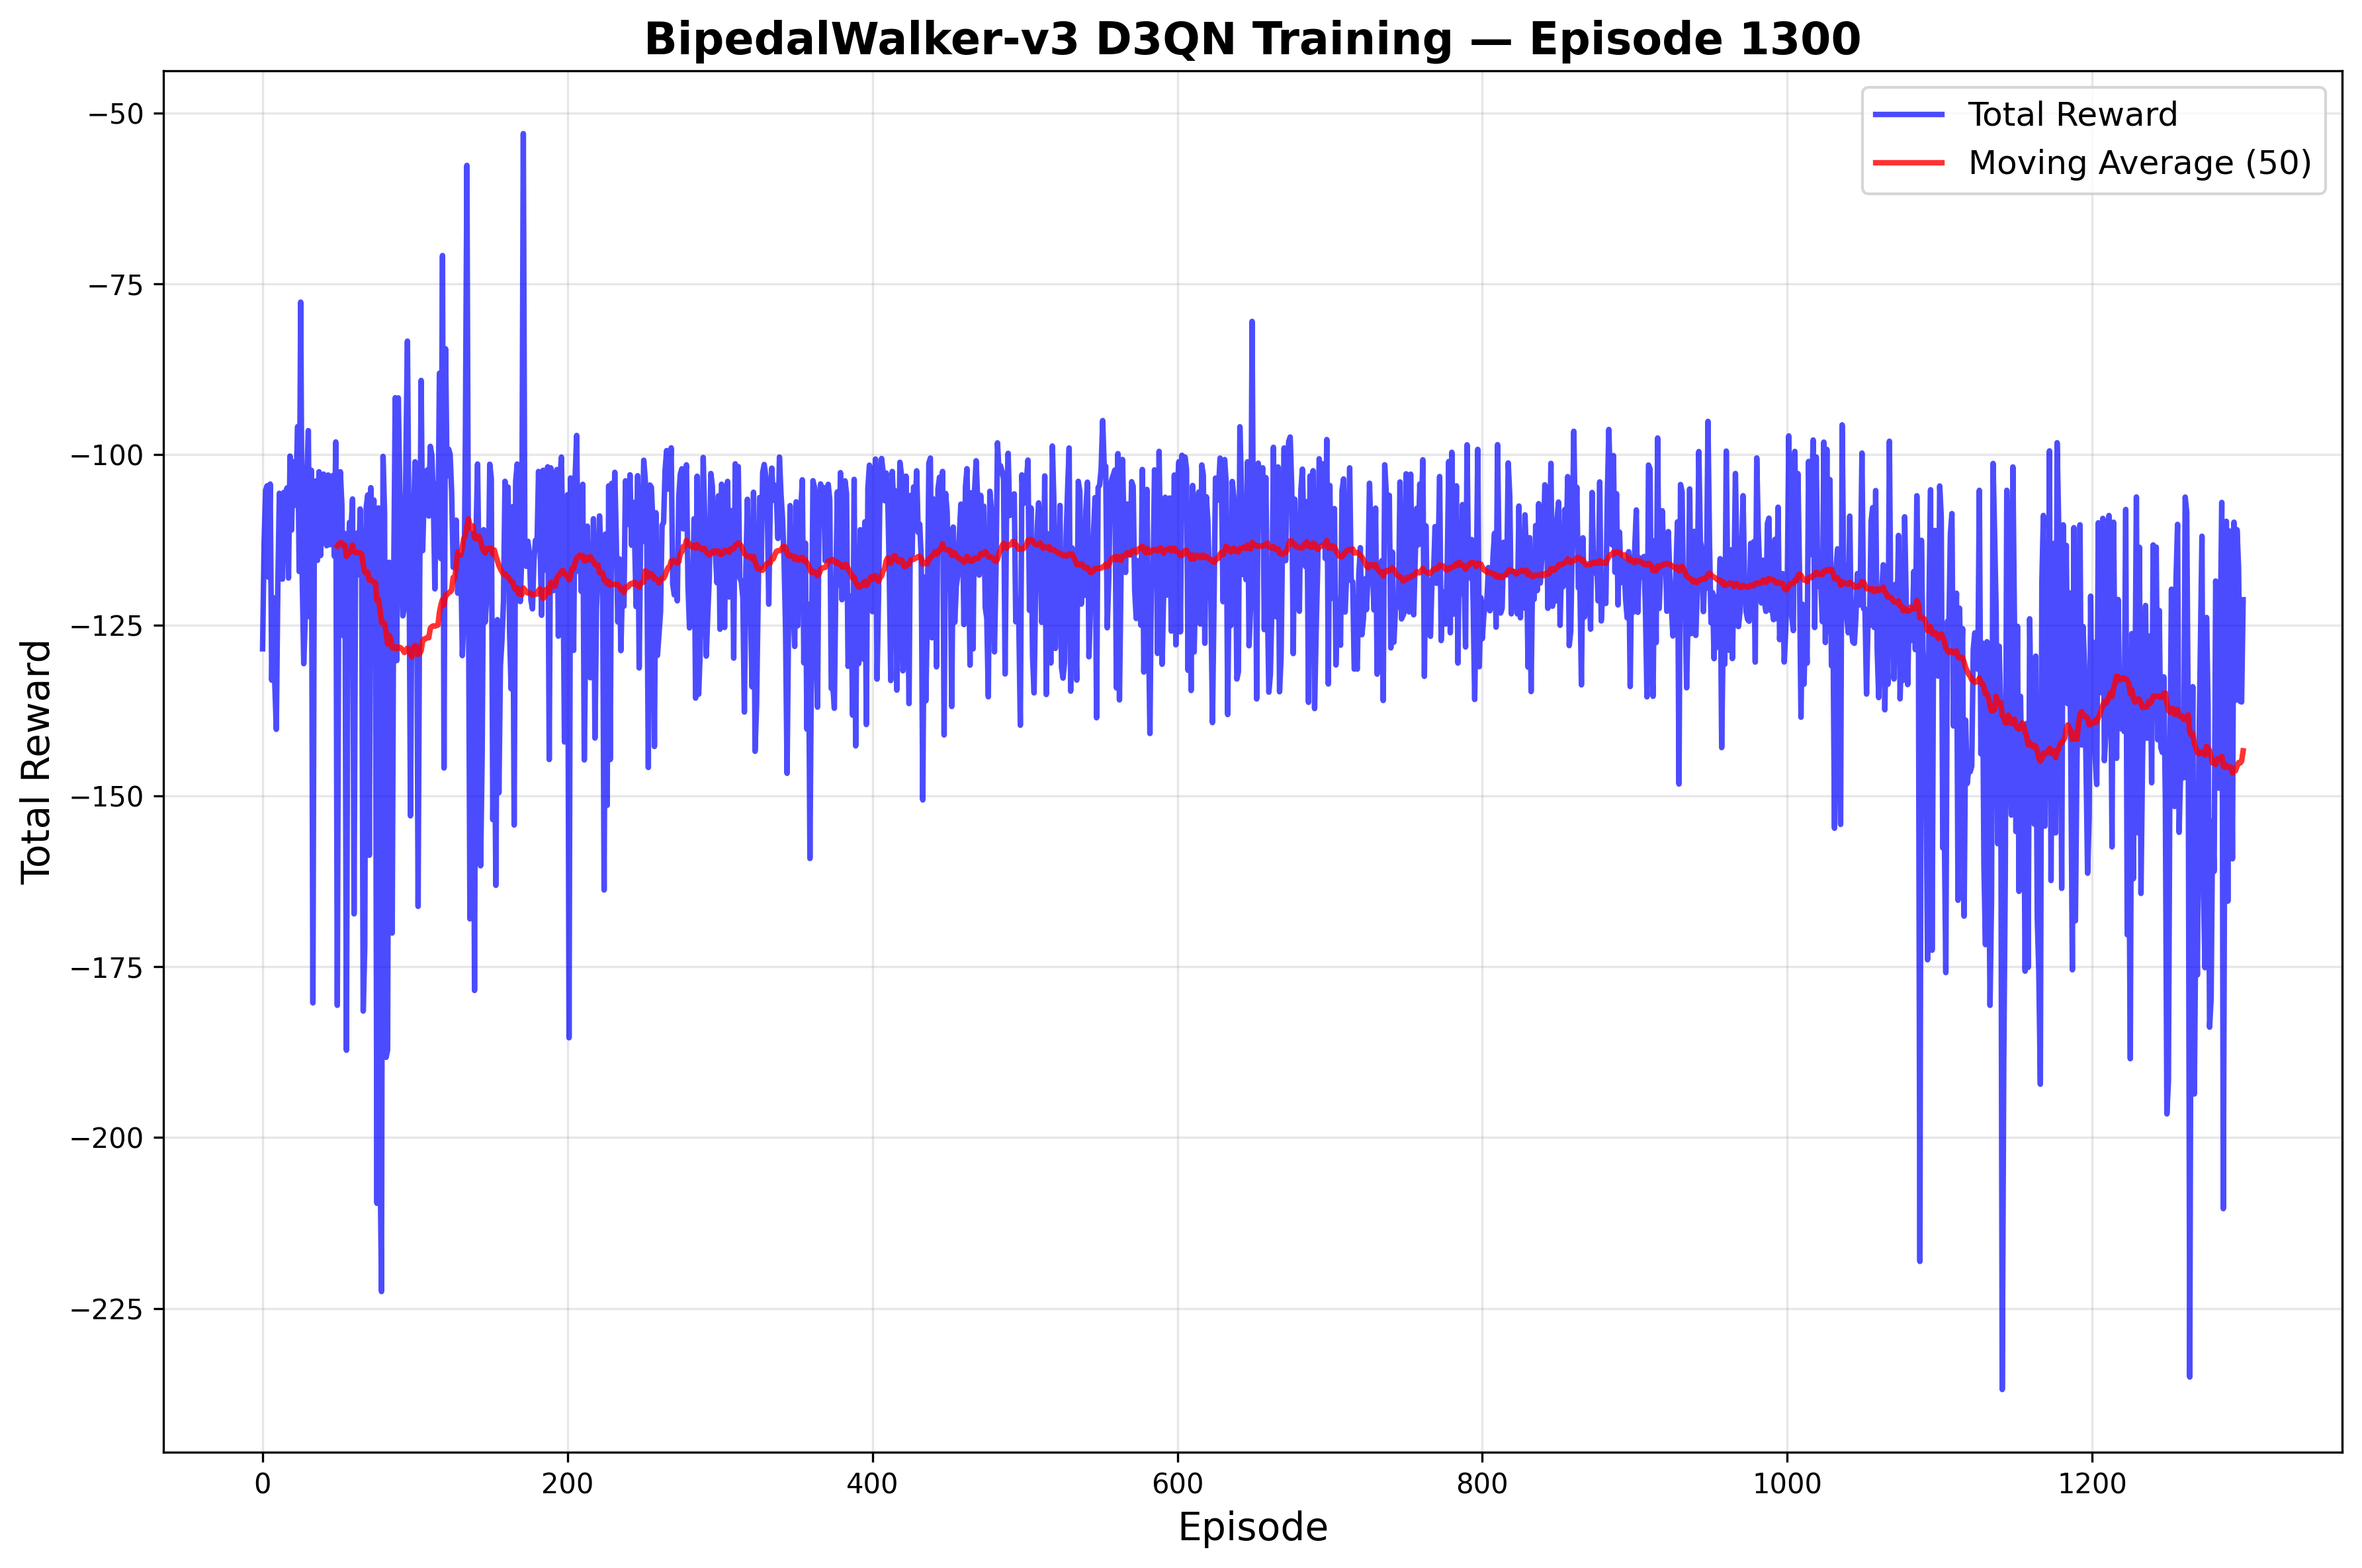 BipedalWalker-v3 D3QN Training — Episode 1300
Total Reward
Moving Average (50)
−50
−75
−100
−125
−150
−175
−200
−225
Total Reward
0 200 400 600 800 1000 1200
Episode